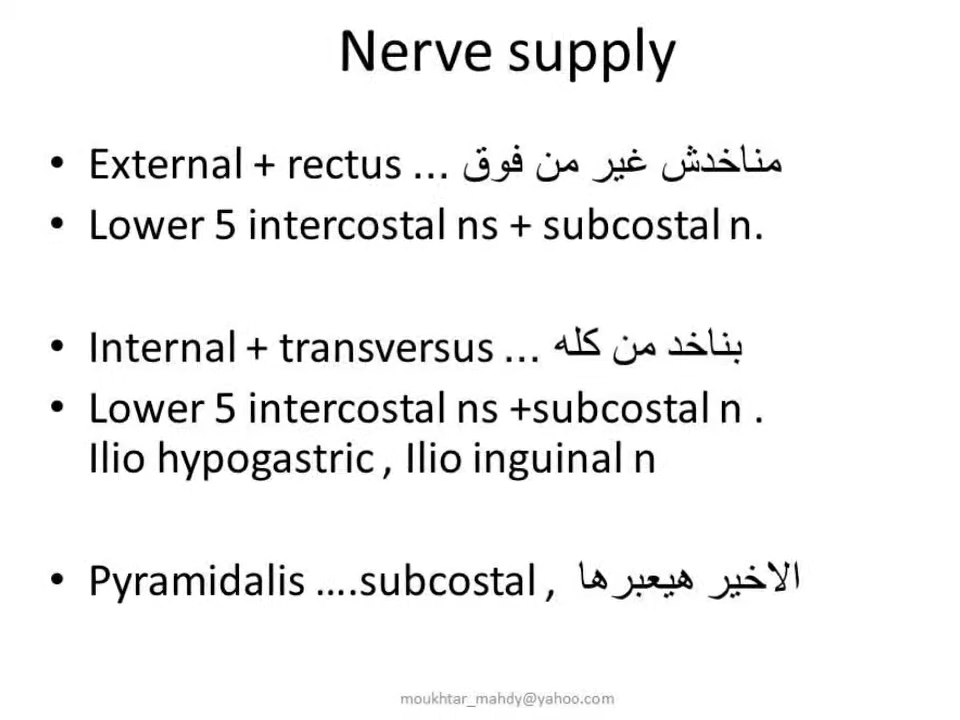 Nerve supply
• External + rectus ... مناخدش غير من فوق
• Lower 5 intercostal ns + subcostal n.
• Internal + transversus ... بناخد من كله
• Lower 5 intercostal ns +subcostal n .
Ilio hypogastric , Ilio inguinal n
• Pyramidalis ....subcostal , الاخير هيعبرها
moukhtar_mahdy@yahoo.com